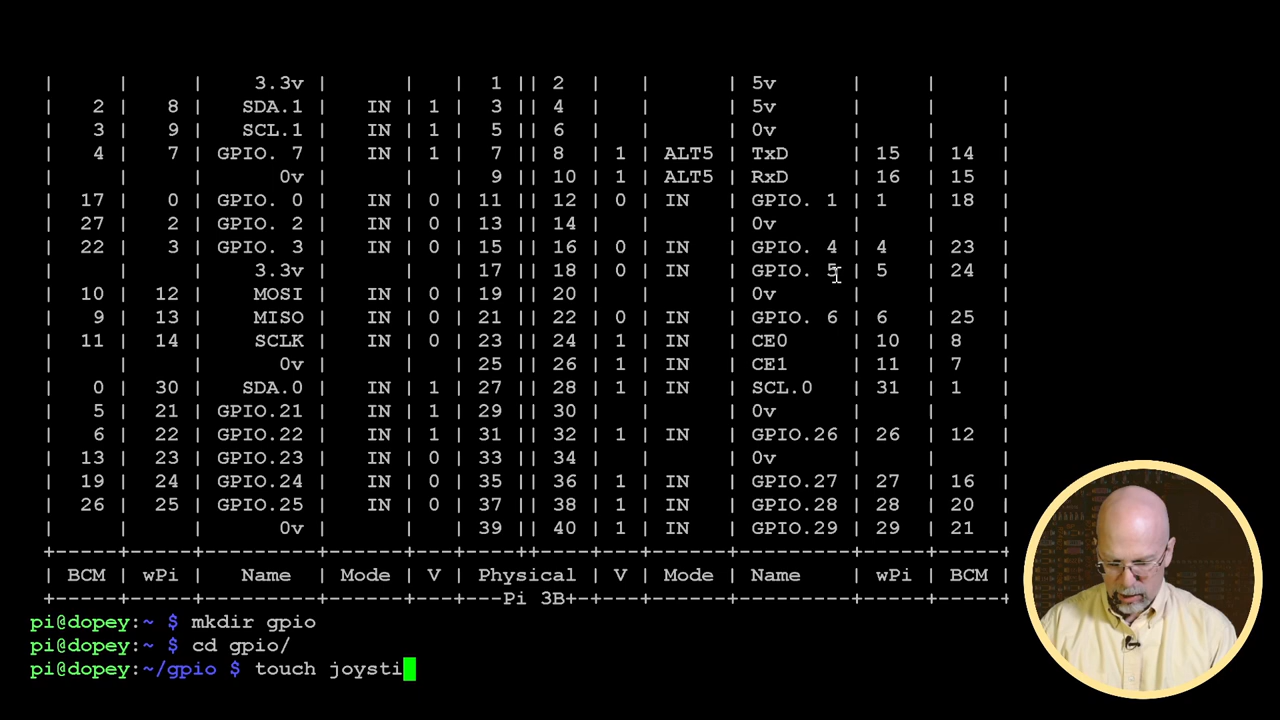 |     |     |    3.3v |      |   |  1 || 2  |   |      | 5v      |     |     |
|   2 |   8 |   SDA.1 |   IN | 1 |  3 || 4  |   |      | 5v      |     |     |
|   3 |   9 |   SCL.1 |   IN | 1 |  5 || 6  |   |      | 0v      |     |     |
|   4 |   7 | GPIO. 7 |   IN | 1 |  7 || 8  | 1 | ALT5 | TxD     | 15  | 14  |
|     |     |      0v |      |   |  9 || 10 | 1 | ALT5 | RxD     | 16  | 15  |
|  17 |   0 | GPIO. 0 |   IN | 0 | 11 || 12 | 0 | IN   | GPIO. 1 | 1   | 18  |
|  27 |   2 | GPIO. 2 |   IN | 0 | 13 || 14 |   |      | 0v      |     |     |
|  22 |   3 | GPIO. 3 |   IN | 0 | 15 || 16 | 0 | IN   | GPIO. 4 | 4   | 23  |
|     |     |    3.3v |      |   | 17 || 18 | 0 | IN   | GPIO. 5 | 5   | 24  |
|  10 |  12 |    MOSI |   IN | 0 | 19 || 20 |   |      | 0v      |     |     |
|   9 |  13 |    MISO |   IN | 0 | 21 || 22 | 0 | IN   | GPIO. 6 | 6   | 25  |
|  11 |  14 |    SCLK |   IN | 0 | 23 || 24 | 1 | IN   | CE0     | 10  | 8   |
|     |     |      0v |      |   | 25 || 26 | 1 | IN   | CE1     | 11  | 7   |
|   0 |  30 |   SDA.0 |   IN | 1 | 27 || 28 | 1 | IN   | SCL.0   | 31  | 1   |
|   5 |  21 | GPIO.21 |   IN | 1 | 29 || 30 |   |      | 0v      |     |     |
|   6 |  22 | GPIO.22 |   IN | 1 | 31 || 32 | 1 | IN   | GPIO.26 | 26  | 12  |
|  13 |  23 | GPIO.23 |   IN | 0 | 33 || 34 |   |      | 0v      |     |     |
|  19 |  24 | GPIO.24 |   IN | 0 | 35 || 36 | 1 | IN   | GPIO.27 | 27  | 16  |
|  26 |  25 | GPIO.25 |   IN | 0 | 37 || 38 | 1 | IN   | GPIO.28 | 28  | 20  |
|     |     |      0v |      |   | 39 || 40 | 1 | IN   | GPIO.29 | 29  | 21  |
+-----+-----+---------+------+---+----++----+---+------+---------+-----+-----+
| BCM | wPi |   Name  | Mode | V | Physical | V | Mode | Name    | wPi | BCM |
+-----+-----+---------+------+---+---Pi 3B+-+---+------+---------+-----+-----+
pi@dopey:~ $ mkdir gpio
pi@dopey:~ $ cd gpio/
pi@dopey:~/gpio $ touch joysti